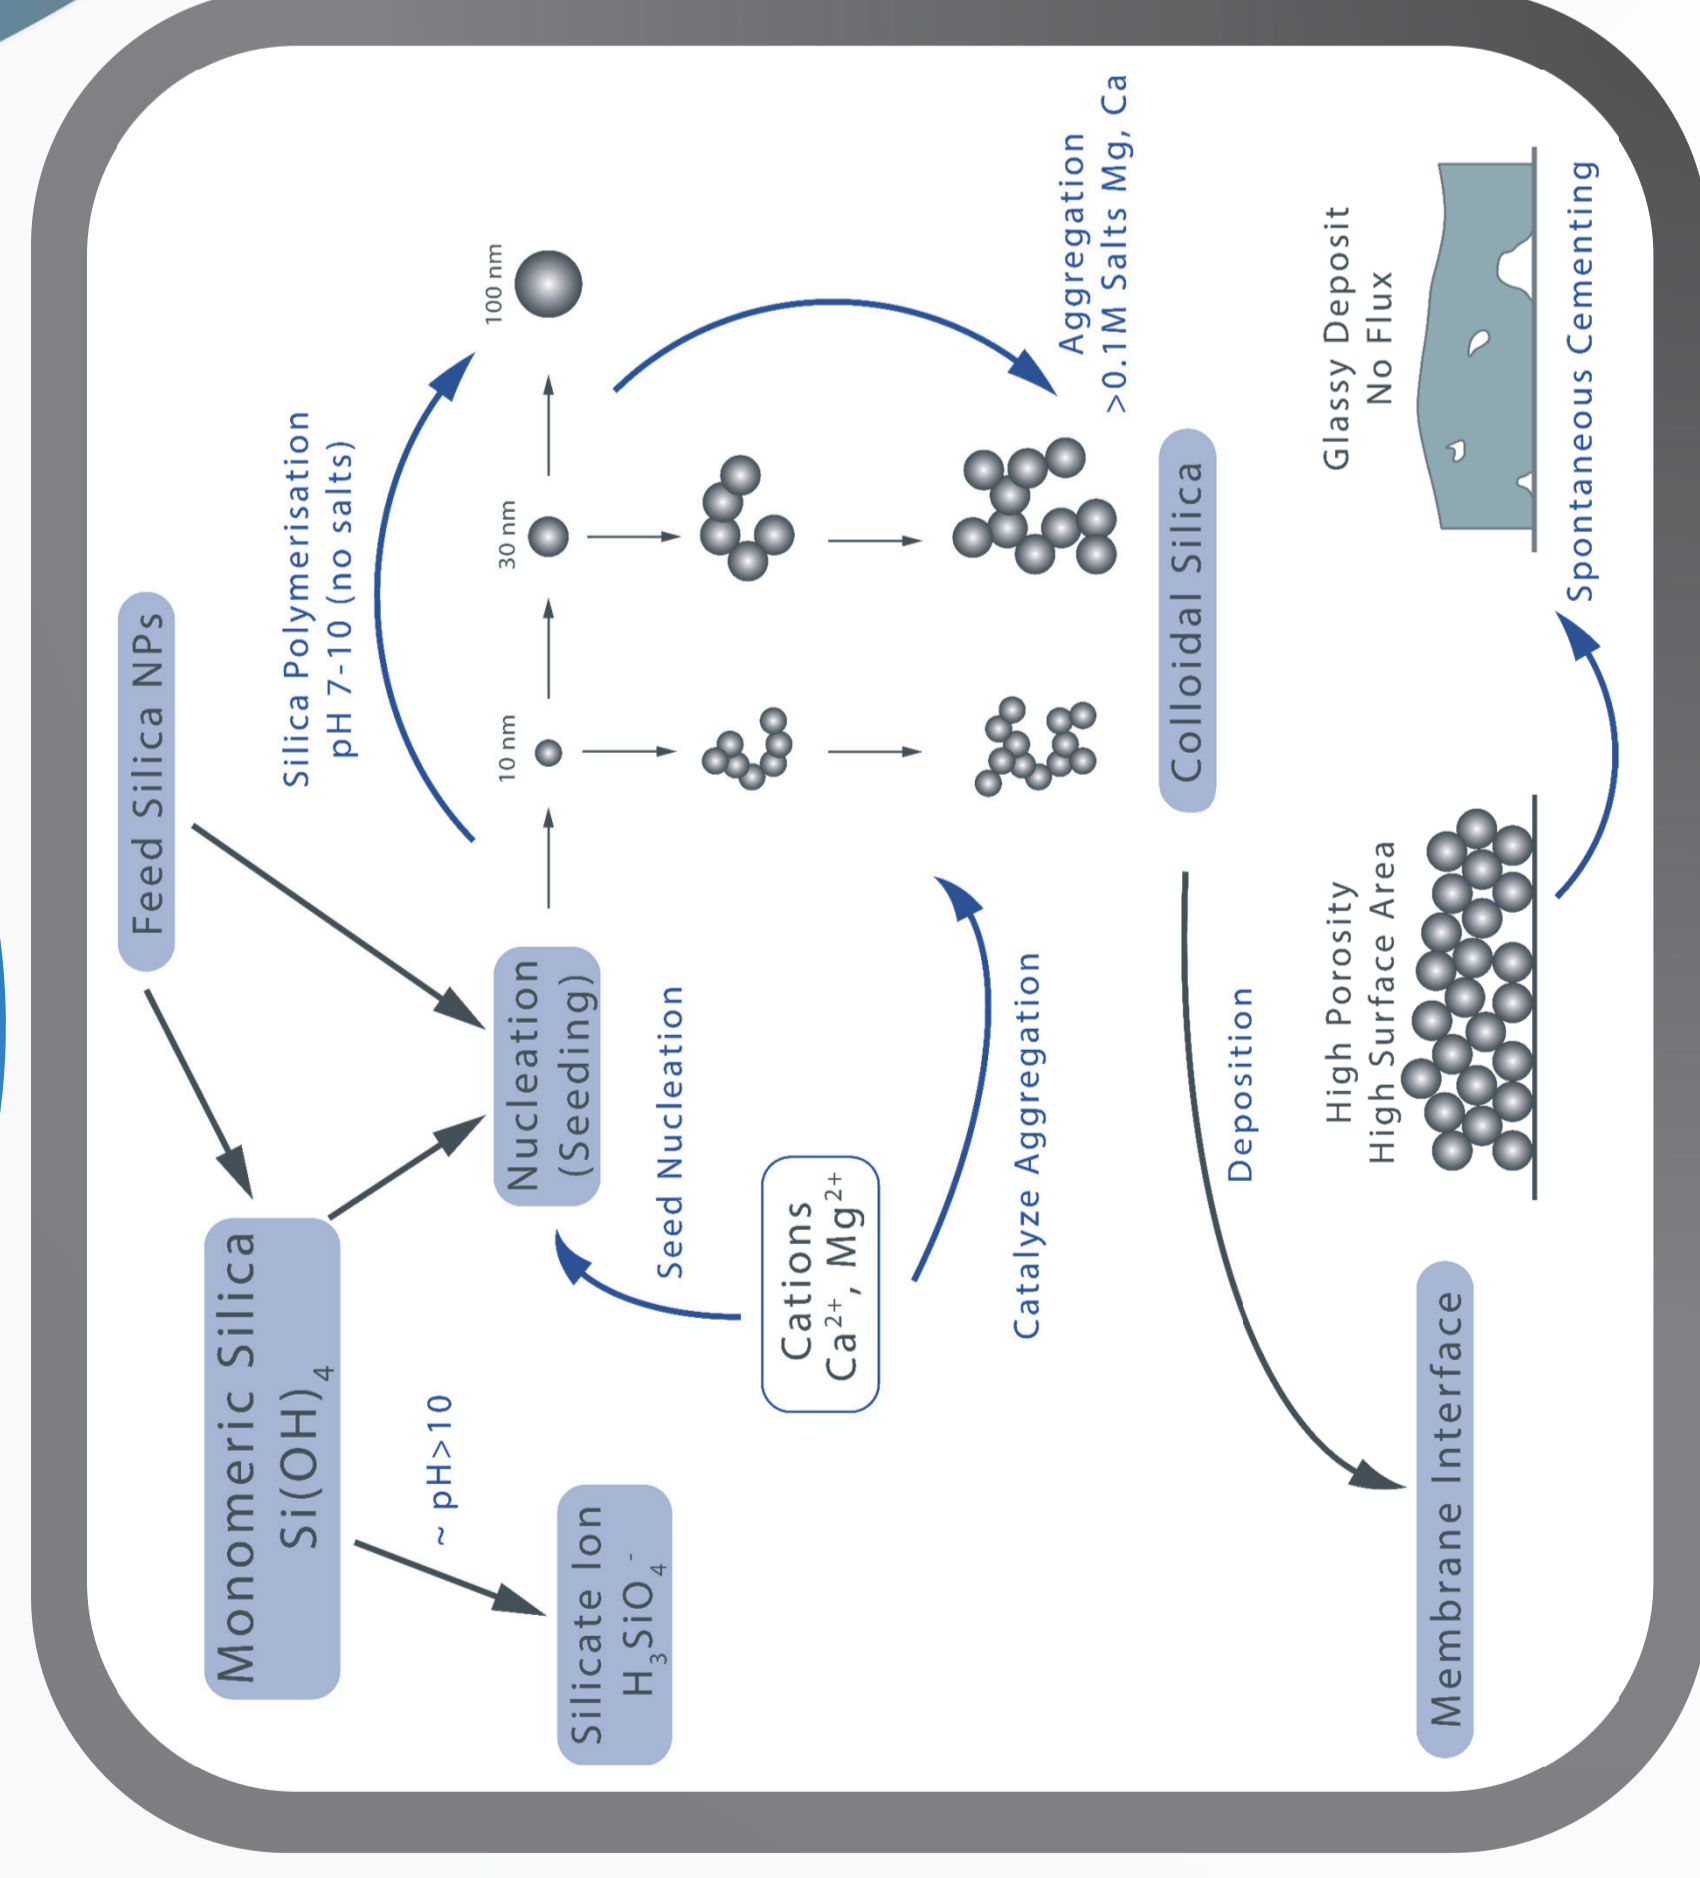 Feed Silica NPs
Monomeric Silica
Si(OH)₄
Silica Polymerisation
pH 7-10 (no salts)
~ pH>10
Nucleation
(Seeding)
10 nm
30 nm
100 nm
Silicate Ion
H₃SiO₄⁻
Seed Nucleation
Cations
Ca²⁺, Mg²⁺
Catalyze Aggregation
Aggregation
>0.1M Salts Mg, Ca
Colloidal Silica
Deposition
High Porosity
High Surface Area
Glassy Deposit
No Flux
Membrane Interface
Spontaneous Cementing